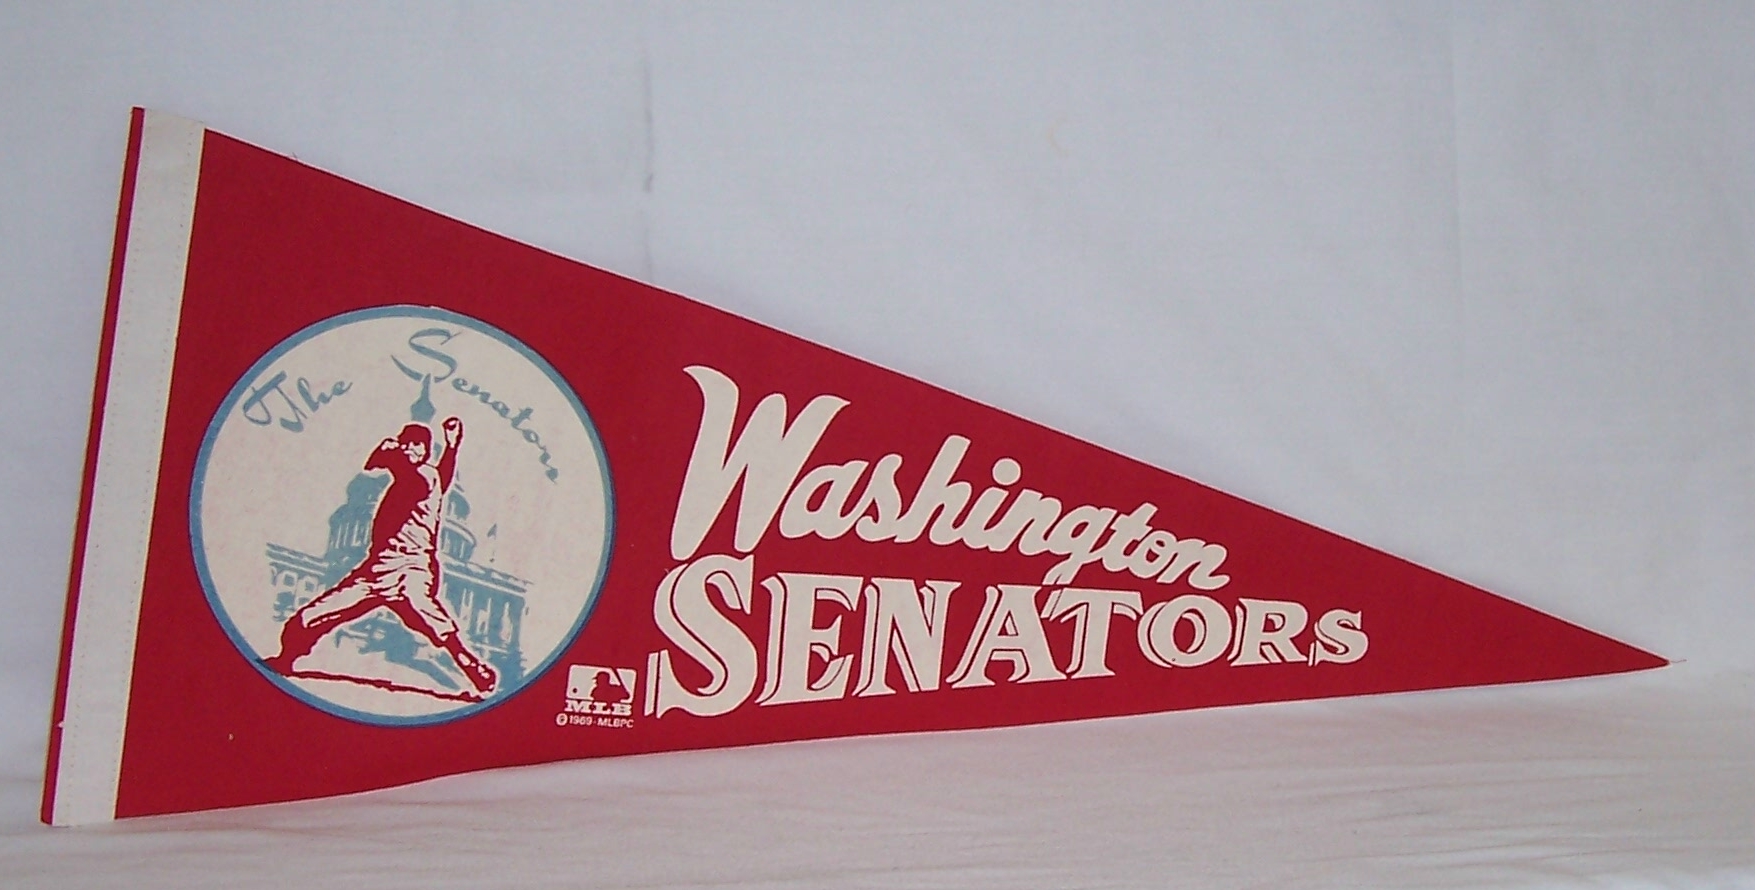 The Senators
Washington
SENATORS
MLB
©1969-MLBPC